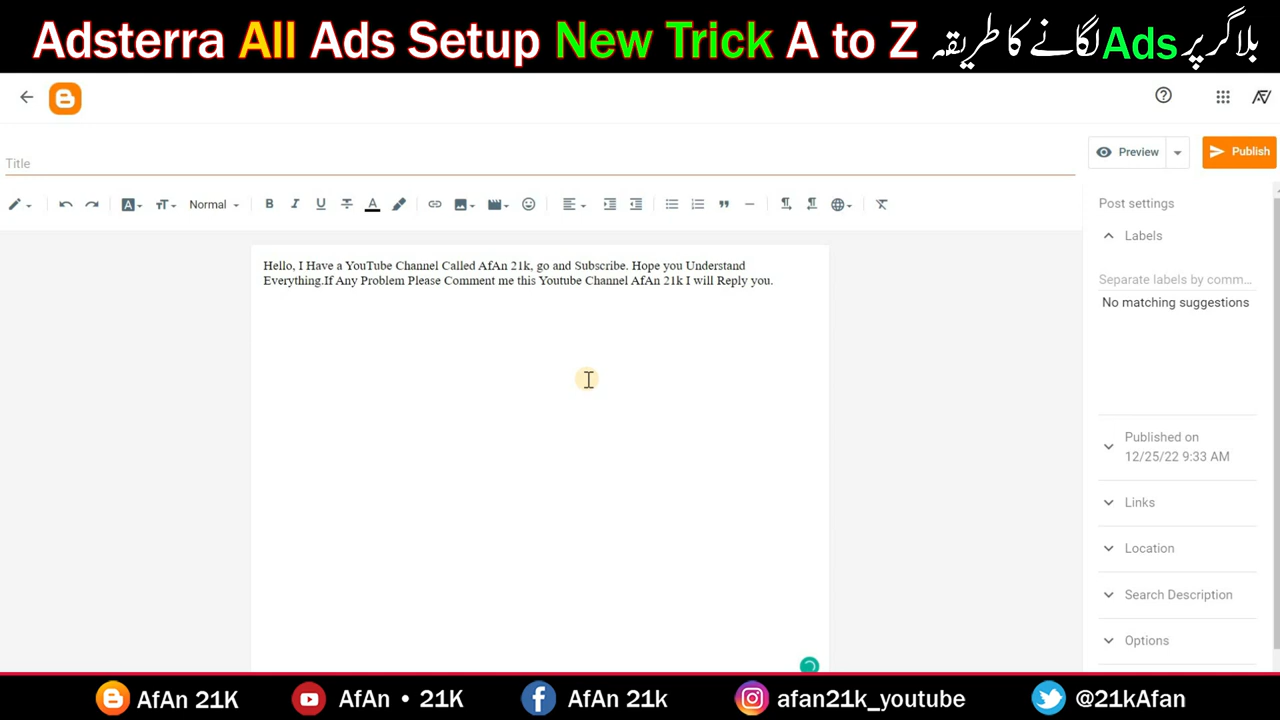 Adsterra All Ads Setup New Trick A to Z بلاگر پر Ads لگانے کا طریقہ
Title
Preview
Publish
Normal
Post settings
Labels
Separate labels by comm...
No matching suggestions
Hello, I Have a YouTube Channel Called AfAn 21k, go and Subscribe. Hope you Understand
Everything.If Any Problem Please Comment me this Youtube Channel AfAn 21k I will Reply you.
Published on
12/25/22 9:33 AM
Links
Location
Search Description
Options
AfAn 21K AfAn • 21K AfAn 21k afan21k_youtube @21kAfan